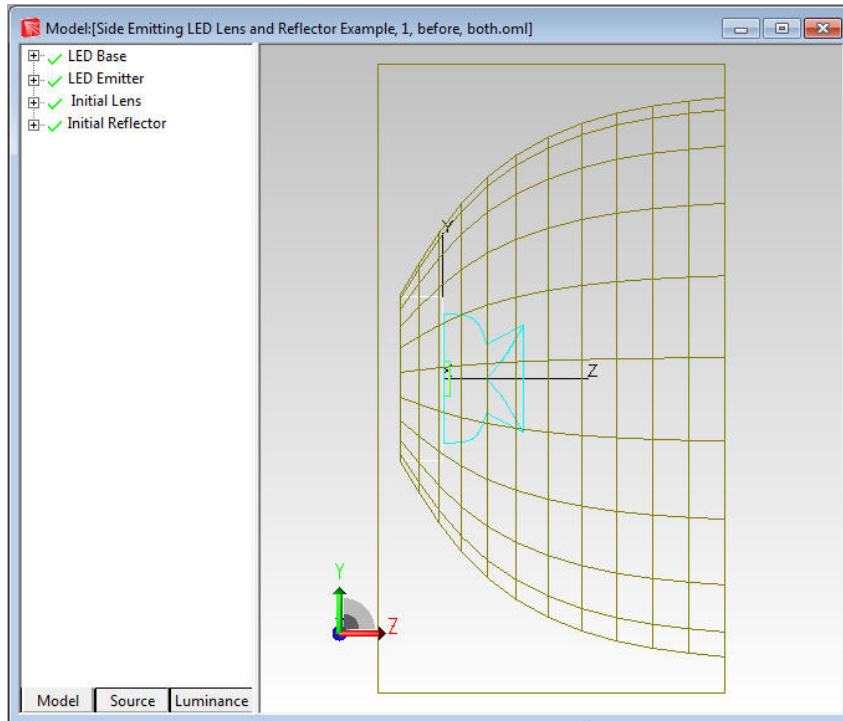 Model:[Side Emitting LED Lens and Reflector Example, 1, before, both.oml]
LED Base
LED Emitter
Initial Lens
Initial Reflector
Y
Z
Y
Z
Model Source Luminance